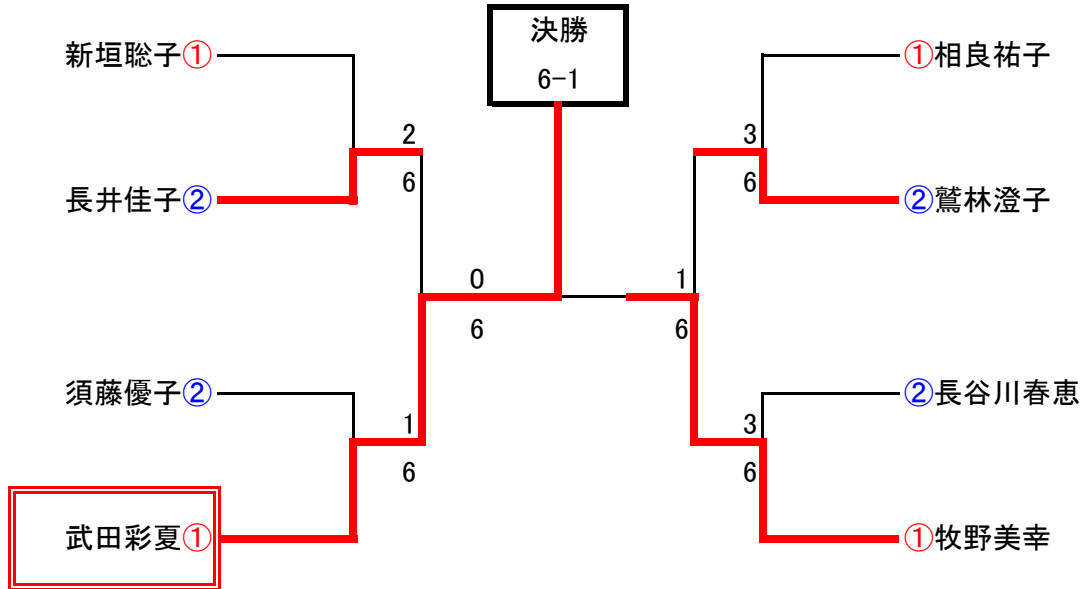 決勝
6-1
新垣聡子①
①相良祐子
2
3
長井佳子②
6
6
②鷲林澄子
0
1
6
6
須藤優子②
②長谷川春恵
1
3
6
6
武田彩夏①
①牧野美幸